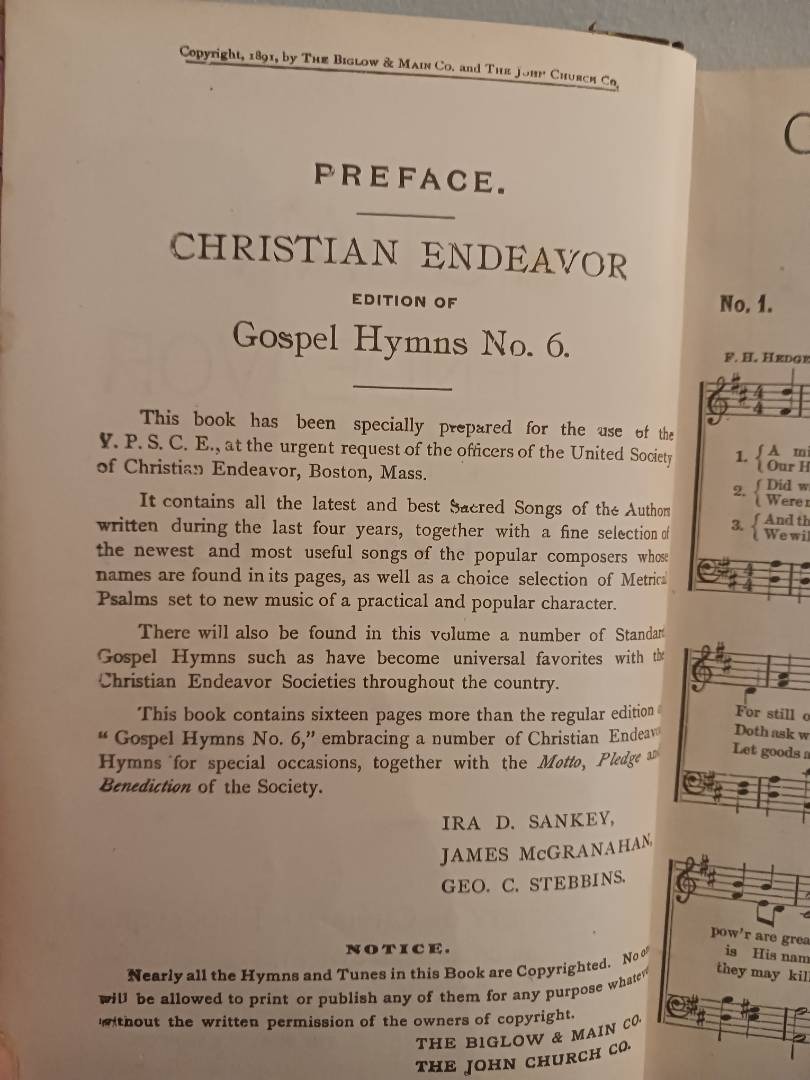 Copyright, 1891, by THE BIGLOW & MAIN CO. and THE JOHN CHURCH CO.
PREFACE.
CHRISTIAN ENDEAVOR
EDITION OF
Gospel Hymns No. 6.
This book has been specially prepared for the use of the
Y. P. S. C. E., at the urgent request of the officers of the United Society
of Christian Endeavor, Boston, Mass.
It contains all the latest and best Sacred Songs of the Authors
written during the last four years, together with a fine selection of
the newest and most useful songs of the popular composers whose
names are found in its pages, as well as a choice selection of Metrical
Psalms set to new music of a practical and popular character.
There will also be found in this volume a number of Standard
Gospel Hymns such as have become universal favorites with the
Christian Endeavor Societies throughout the country.
This book contains sixteen pages more than the regular edition
" Gospel Hymns No. 6," embracing a number of Christian Endeavor
Hymns for special occasions, together with the Motto, Pledge and
Benediction of the Society.
IRA D. SANKEY,
JAMES McGRANAHAN,
GEO. C. STEBBINS.
NOTICE.
Nearly all the Hymns and Tunes in this Book are Copyrighted. No one
will be allowed to print or publish any of them for any purpose whatever
without the written permission of the owners of copyright.
THE BIGLOW & MAIN CO.
THE JOHN CHURCH CO.
No. 1.
F. H. HEDGE
1. A mi
Our H
2. Did w
Were n
3. And th
We wil
For still o
Doth ask w
Let goods a
pow'r are grea
is His nam
they may kil